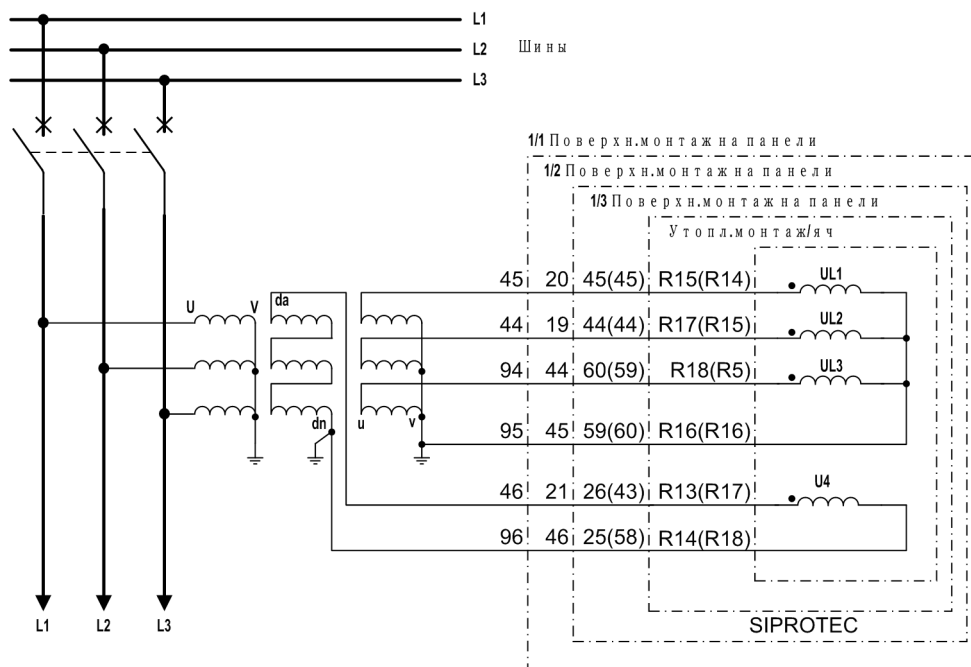 L1
L2 Шины
L3
1/1 Поверхн.монтаж на панели
1/2 Поверхн.монтаж на панели
1/3 Поверхн.монтаж на панели
Утопл.монтаж/яч
45 20 45(45) R15(R14) UL1
U V da
44 19 44(44) R17(R15) UL2
94 44 60(59) R18(R5) UL3
dn u v
95 45 59(60) R16(R16)
46 21 26(43) R13(R17) U4
96 46 25(58) R14(R18)
L1 L2 L3
SIPROTEC